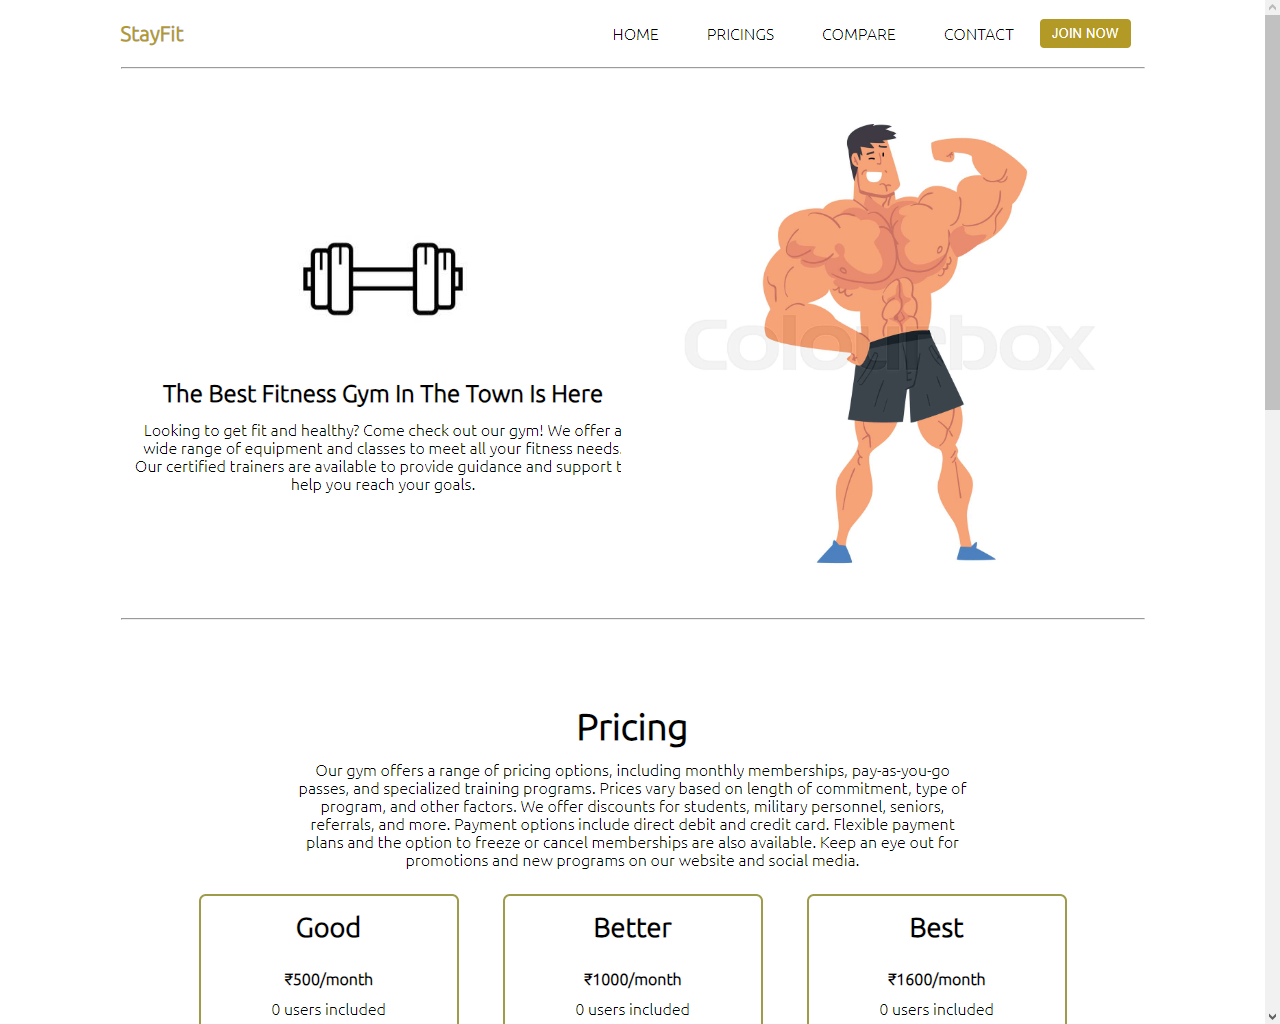 StayFit
HOME PRICINGS COMPARE CONTACT JOIN NOW
Colourbox
The Best Fitness Gym In The Town Is Here
Looking to get fit and healthy? Come check out our gym! We offer a
wide range of equipment and classes to meet all your fitness needs.
Our certified trainers are available to provide guidance and support t
help you reach your goals.
Pricing
Our gym offers a range of pricing options, including monthly memberships, pay-as-you-go
passes, and specialized training programs. Prices vary based on length of commitment, type of
program, and other factors. We offer discounts for students, military personnel, seniors,
referrals, and more. Payment options include direct debit and credit card. Flexible payment
plans and the option to freeze or cancel memberships are also available. Keep an eye out for
promotions and new programs on our website and social media.
Good Better Best
₹500/month ₹1000/month ₹1600/month
0 users included 0 users included 0 users included